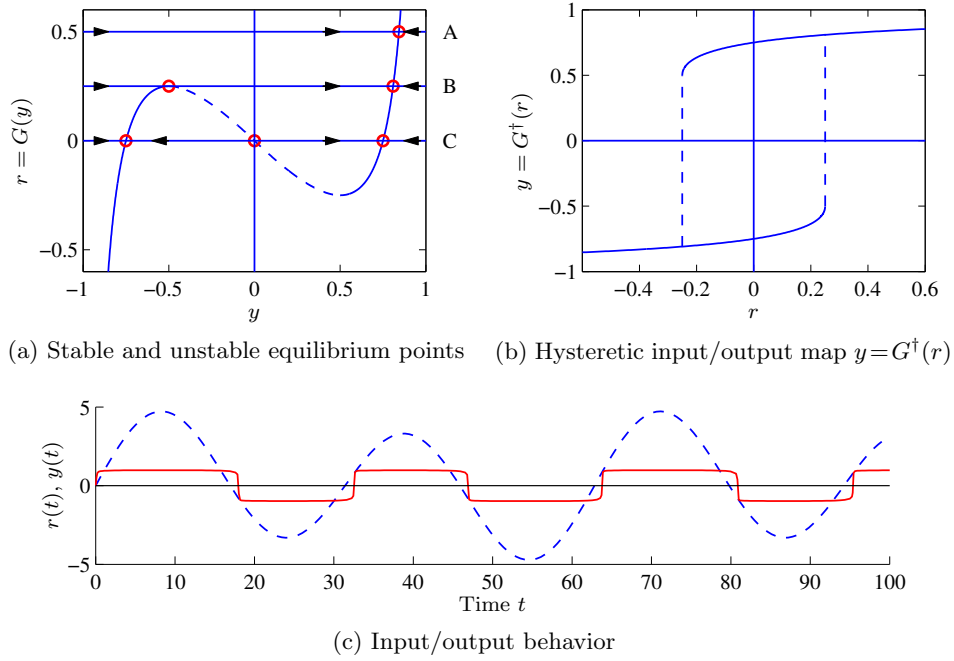 0.5
0
−0.5
−1
−0.5
0
0.5
1
r = G(y)
y
A
B
C
1
0.5
0
−0.5
−1
−0.4
−0.2
0
0.2
0.4
0.6
y = G†(r)
r
(a) Stable and unstable equilibrium points
(b) Hysteretic input/output map y = G†(r)
5
0
−5
0
10
20
30
40
50
60
70
80
90
100
r(t), y(t)
Time t
(c) Input/output behavior